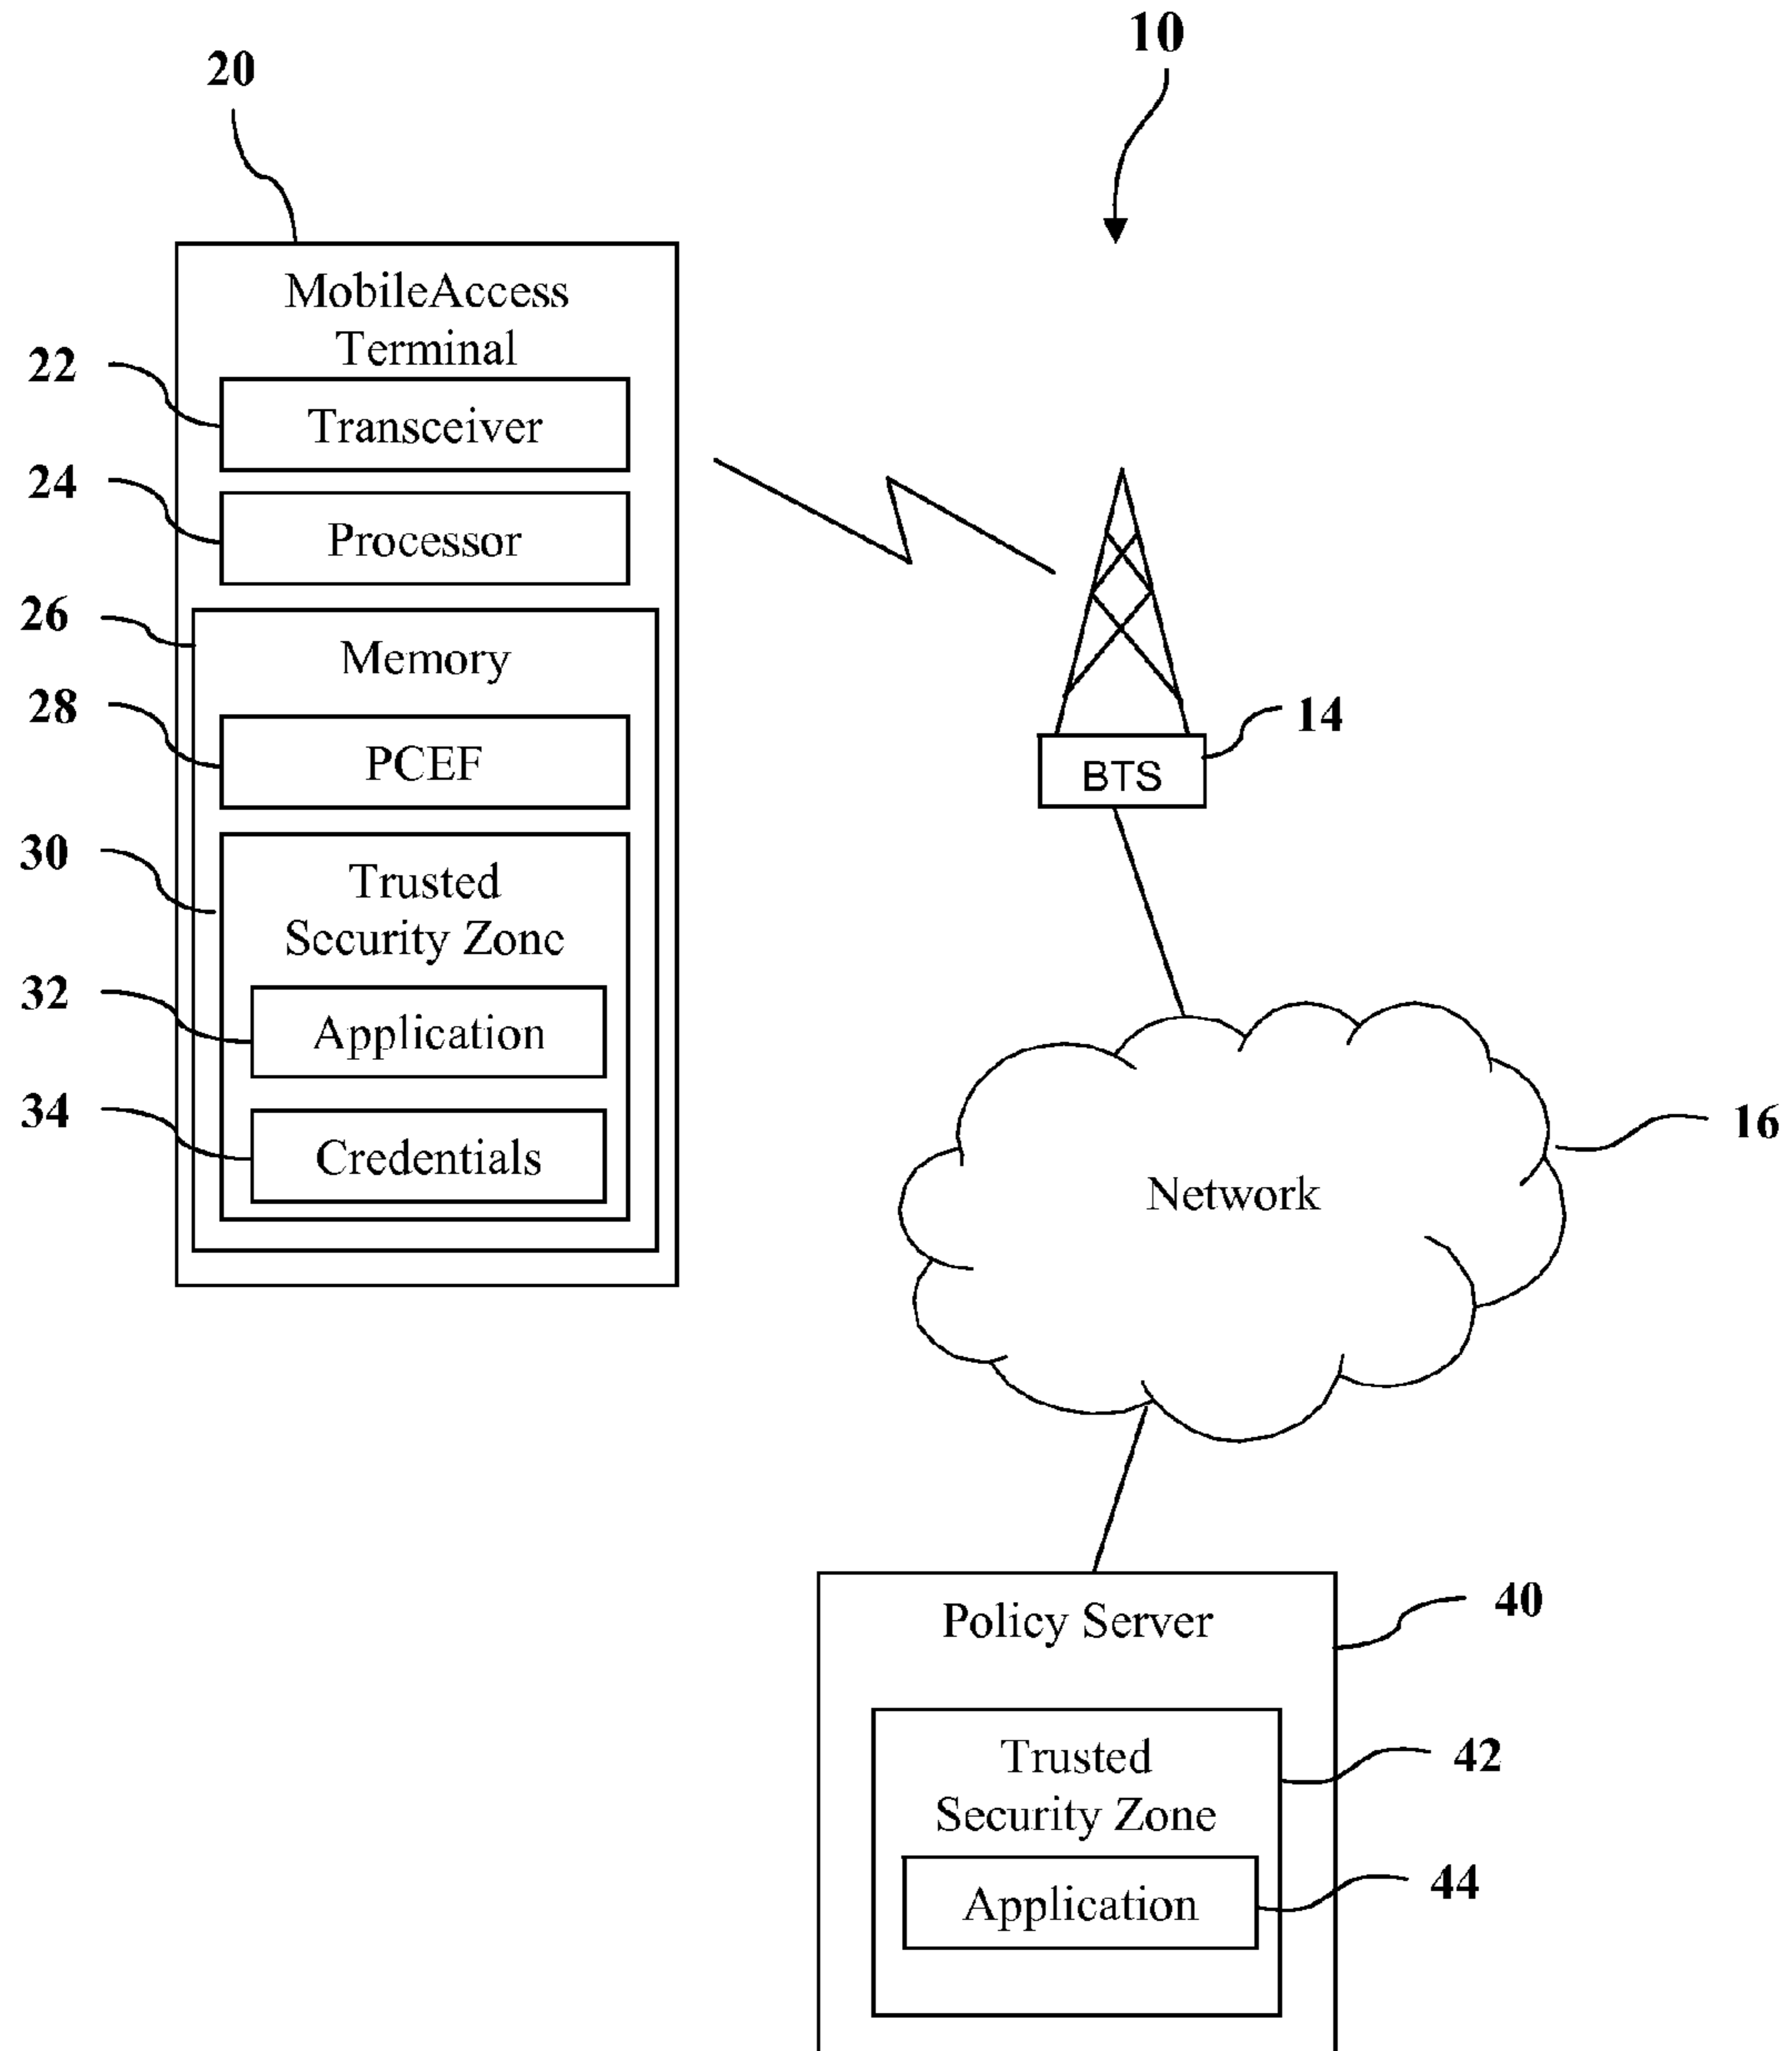 10
20
MobileAccess
Terminal
22
Transceiver
24
Processor
26
Memory
28
PCEF
14
BTS
30
Trusted
Security Zone
32
Application
34
Credentials
16
Network
40
Policy Server
42
Trusted
Security Zone
44
Application